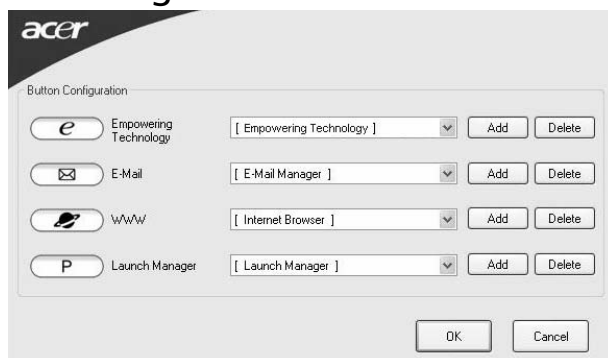 acer
Button Configuration
e Empowering Technology [ Empowering Technology ] Add Delete
E-Mail [ E-Mail Manager ] Add Delete
WWW [ Internet Browser ] Add Delete
P Launch Manager [ Launch Manager ] Add Delete
OK Cancel